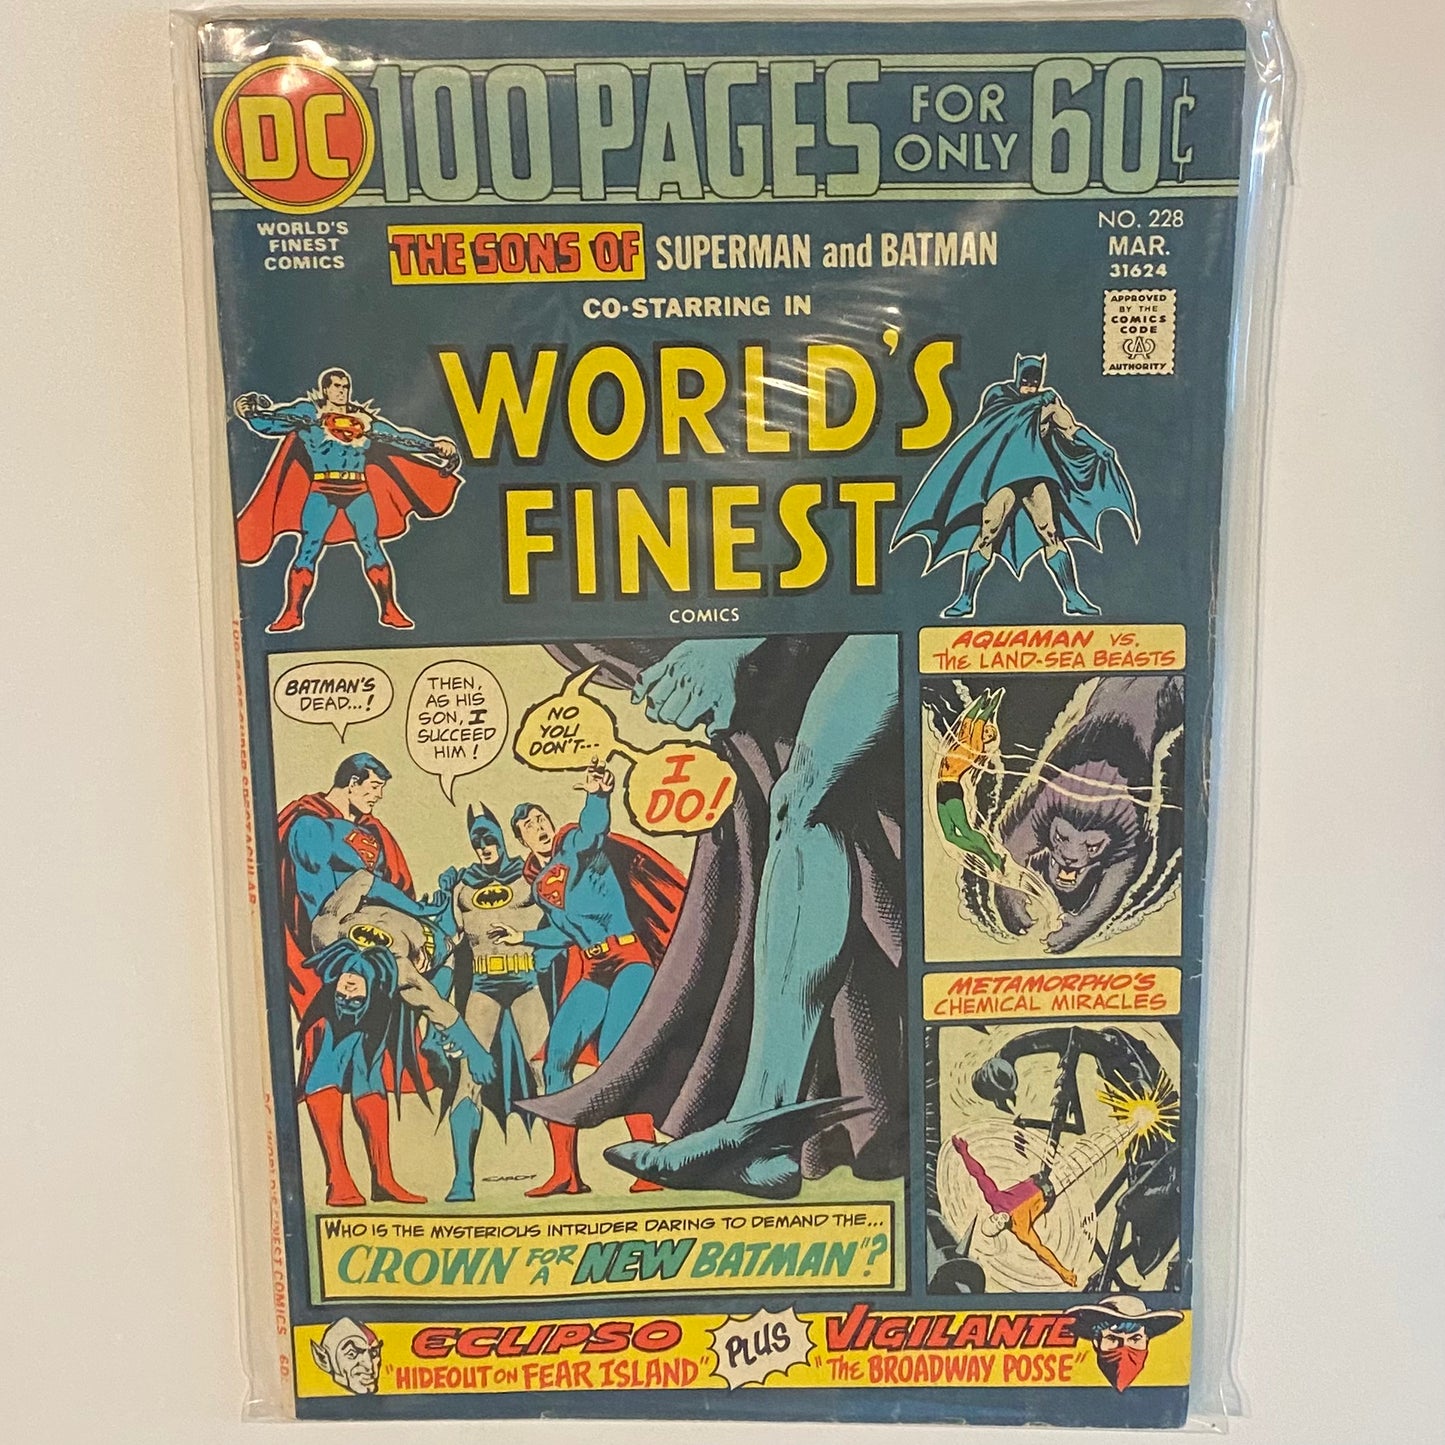 DC
100 PAGES FOR ONLY 60¢
WORLD'S
FINEST
COMICS
THE SONS OF SUPERMAN and BATMAN
CO-STARRING IN
NO. 228
MAR.
31624
APPROVED
BY THE
COMICS
CODE
CA
AUTHORITY
WORLD'S
FINEST
COMICS
BATMAN'S
DEAD...!
THEN,
AS HIS
SON, I
SUCCEED
HIM!
NO
YOU
DON'T---
I
DO!
CARDY
WHO IS THE MYSTERIOUS INTRUDER DARING TO DEMAND THE...
CROWN FOR A NEW BATMAN"?
AQUAMAN VS.
THE LAND-SEA BEASTS
METAMORPHO'S
CHEMICAL MIRACLES
ECLIPSO
"HIDEOUT ON FEAR ISLAND"
PLUS
VIGILANTE
"THE BROADWAY POSSE"